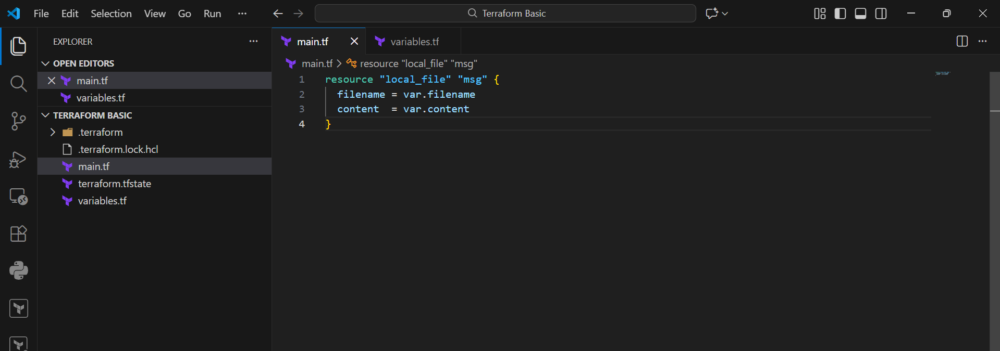 File Edit Selection View Go Run ···
Terraform Basic
EXPLORER
OPEN EDITORS
main.tf
variables.tf
TERRAFORM BASIC
.terraform
.terraform.lock.hcl
main.tf
terraform.tfstate
variables.tf
main.tf variables.tf
main.tf > resource "local_file" "msg"
1 resource "local_file" "msg" {
2 filename = var.filename
3 content = var.content
4 }